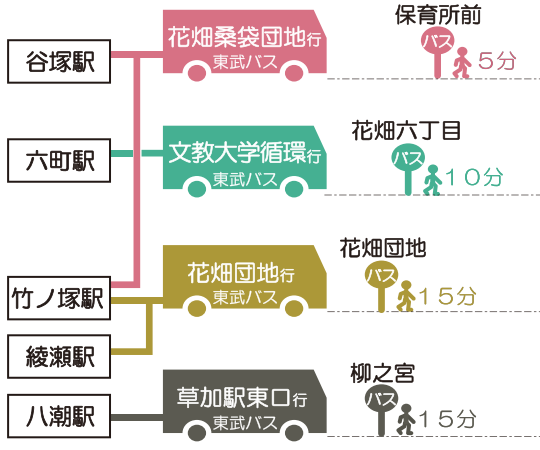 谷塚駅
花畑桑袋団地行
東武バス
保育所前
バス
5分
六町駅
文教大学循環行
東武バス
花畑六丁目
バス
10分
竹ノ塚駅
綾瀬駅
花畑団地行
東武バス
花畑団地
バス
15分
八潮駅
草加駅東口行
東武バス
柳之宮
バス
15分